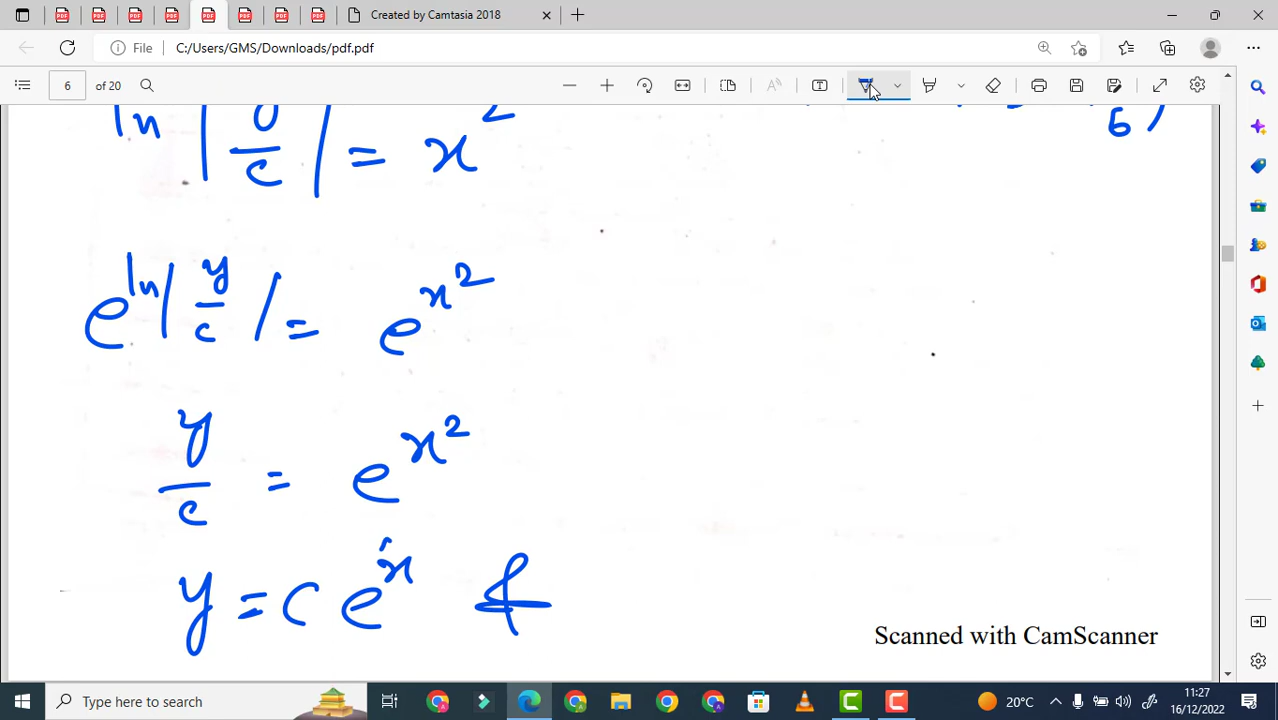 Created by Camtasia 2018
File C:/Users/GMS/Downloads/pdf.pdf
6 of 20
6)
ln |y/c| = x²
e^ln|y/c| = e^x²
y/c = e^x²
y = c e^x
Scanned with CamScanner
Type here to search
20°C
11:27
16/12/2022